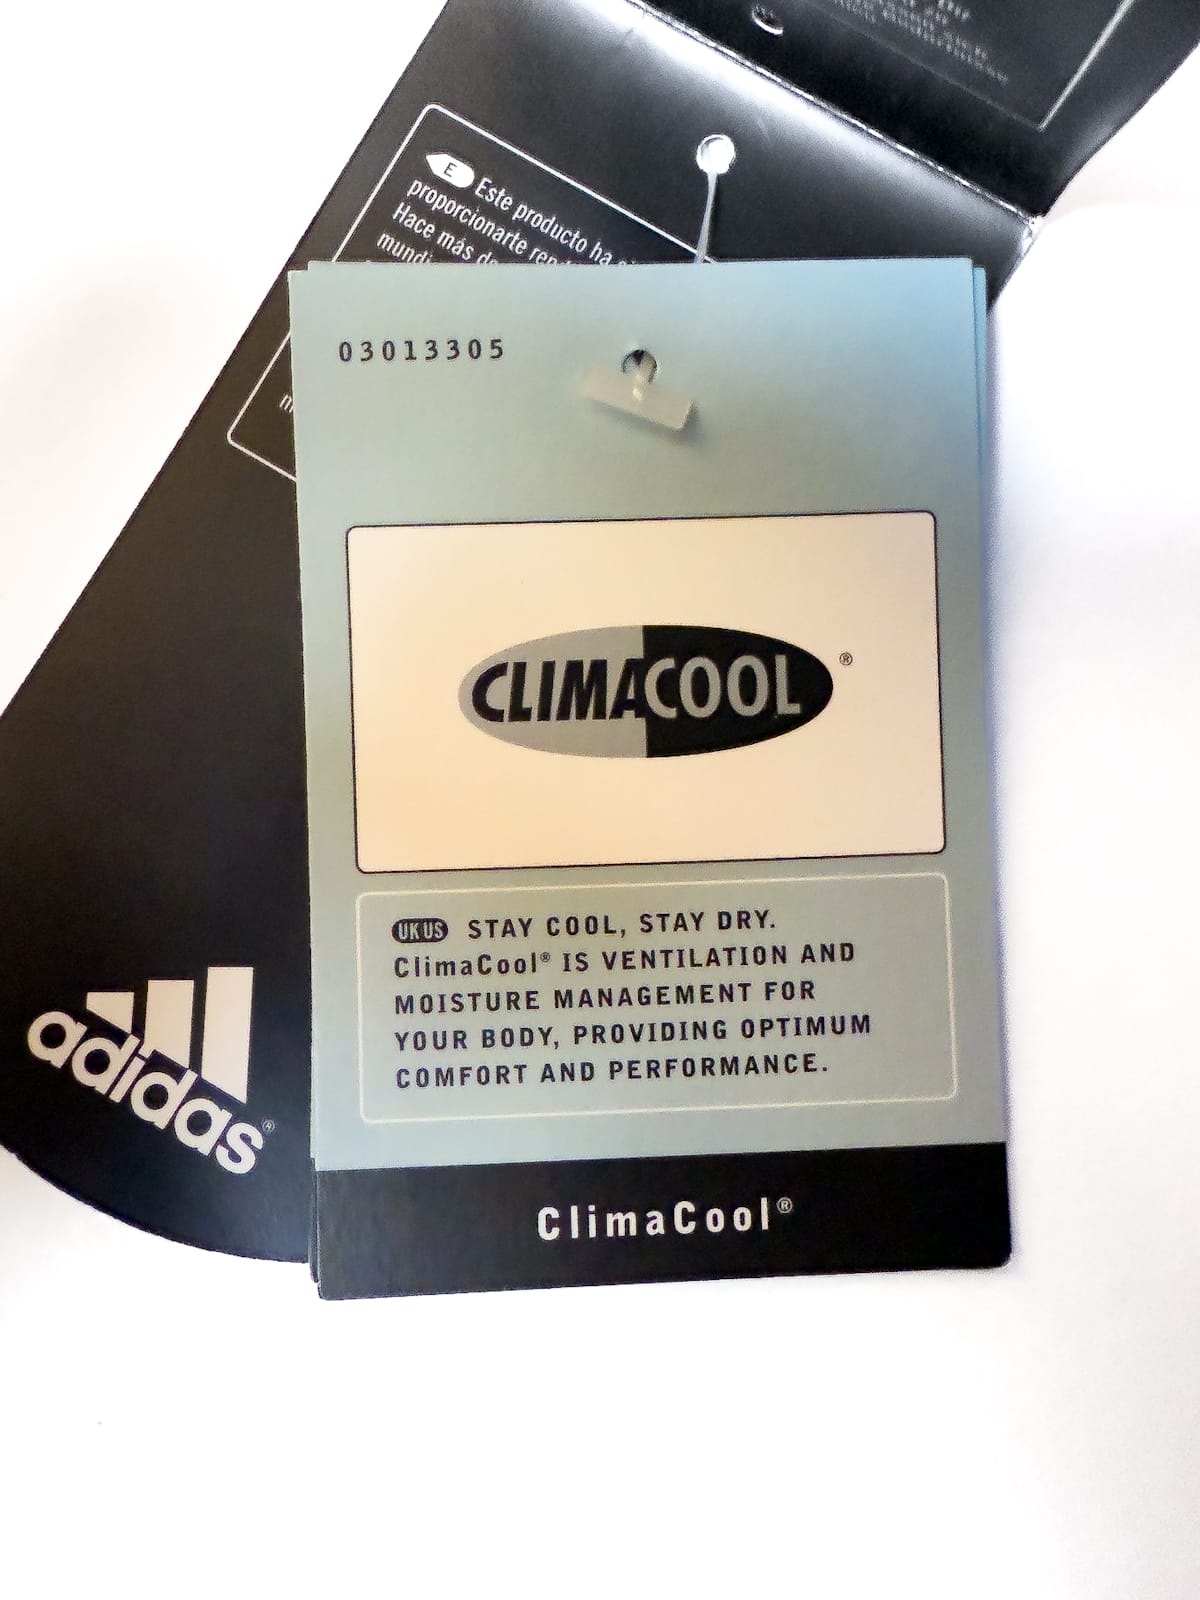 E Este producto ha
proporcionarte
Hace más
03013305
CLIMACOOL®
UK US STAY COOL, STAY DRY.
ClimaCool® IS VENTILATION AND
MOISTURE MANAGEMENT FOR
YOUR BODY, PROVIDING OPTIMUM
COMFORT AND PERFORMANCE.
adidas®
ClimaCool®